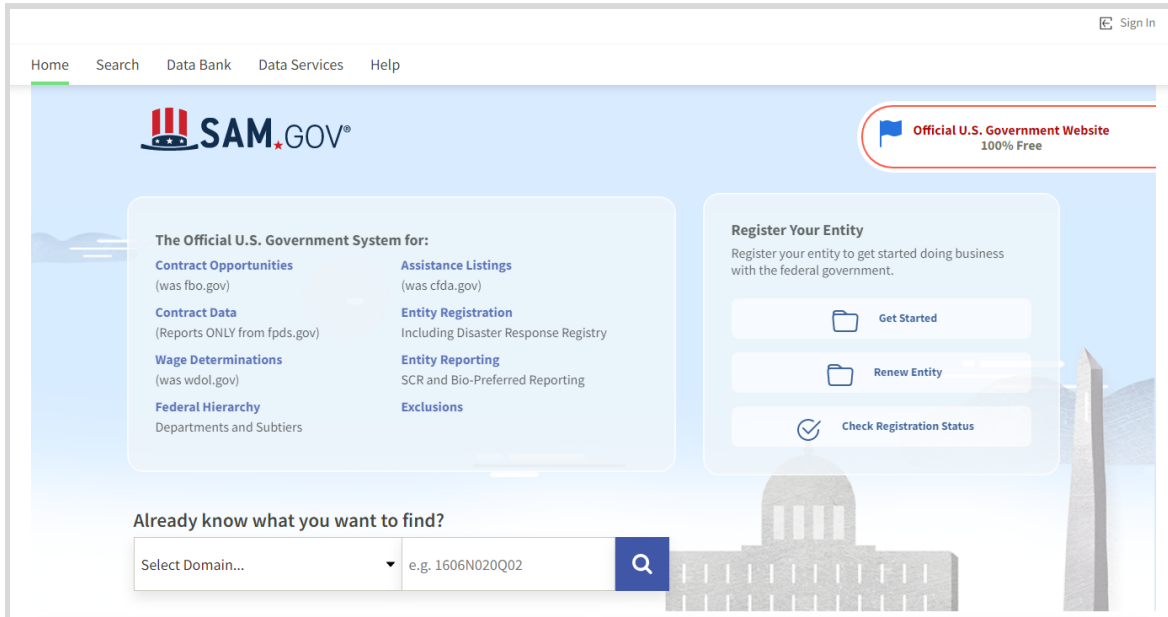 Sign In
Home Search Data Bank Data Services Help
SAM.GOV®
Official U.S. Government Website
100% Free
The Official U.S. Government System for:
Contract Opportunities
(was fbo.gov)
Contract Data
(Reports ONLY from fpds.gov)
Wage Determinations
(was wdol.gov)
Federal Hierarchy
Departments and Subtiers
Assistance Listings
(was cfda.gov)
Entity Registration
Including Disaster Response Registry
Entity Reporting
SCR and Bio-Preferred Reporting
Exclusions
Register Your Entity
Register your entity to get started doing business
with the federal government.
Get Started
Renew Entity
Check Registration Status
Already know what you want to find?
Select Domain...
e.g. 1606N020Q02